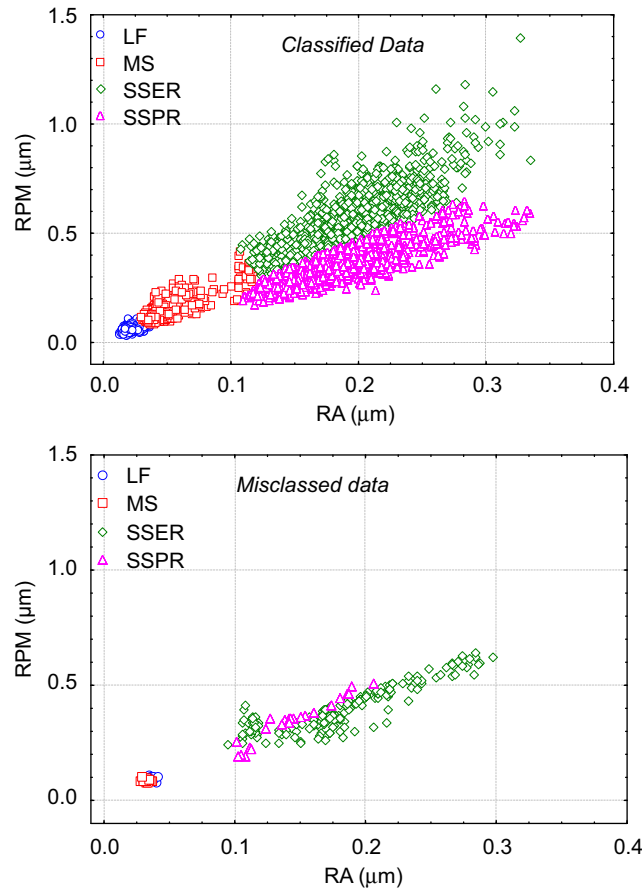 1.5
LF
Classified Data
MS
SSER
SSPR
1.0
RPM (μm)
0.5
0.0
0.0 0.1 0.2 0.3 0.4
RA (μm)
1.5
LF
Misclassed data
MS
SSER
SSPR
1.0
RPM (μm)
0.5
0.0
0.0 0.1 0.2 0.3 0.4
RA (μm)